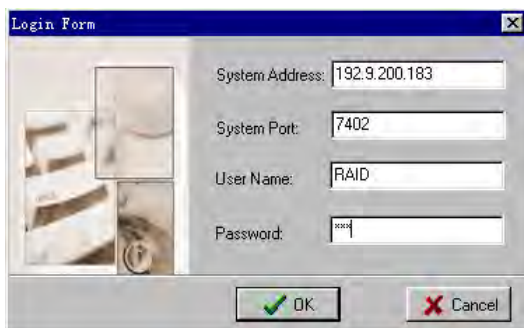 Login Form
System Address: 192.9.200.183
System Port: 7402
User Name: RAID
Password: ***
OK
Cancel